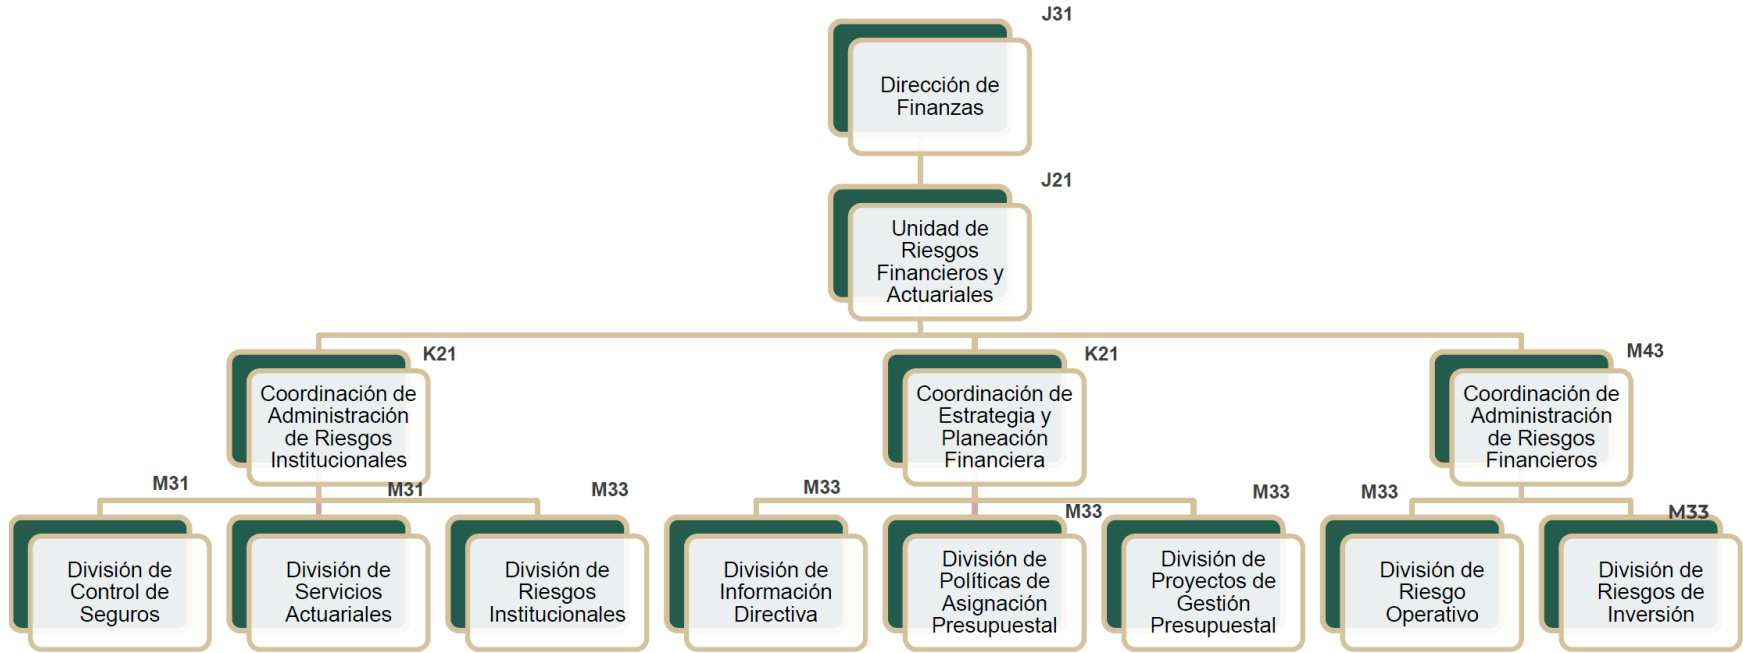 J31
Dirección de
Finanzas
J21
Unidad de
Riesgos
Financieros y
Actuariales
K21
Coordinación de
Administración
de Riesgos
Institucionales
K21
Coordinación de
Estrategia y
Planeación
Financiera
M43
Coordinación de
Administración
de Riesgos
Financieros
M31
División de
Control de
Seguros
M31
División de
Servicios
Actuariales
M33
División de
Riesgos
Institucionales
M33
División de
Información
Directiva
M33
División de
Políticas de
Asignación
Presupuestal
M33
División de
Proyectos de
Gestión
Presupuestal
M33
División de
Riesgo
Operativo
M33
División de
Riesgos de
Inversión